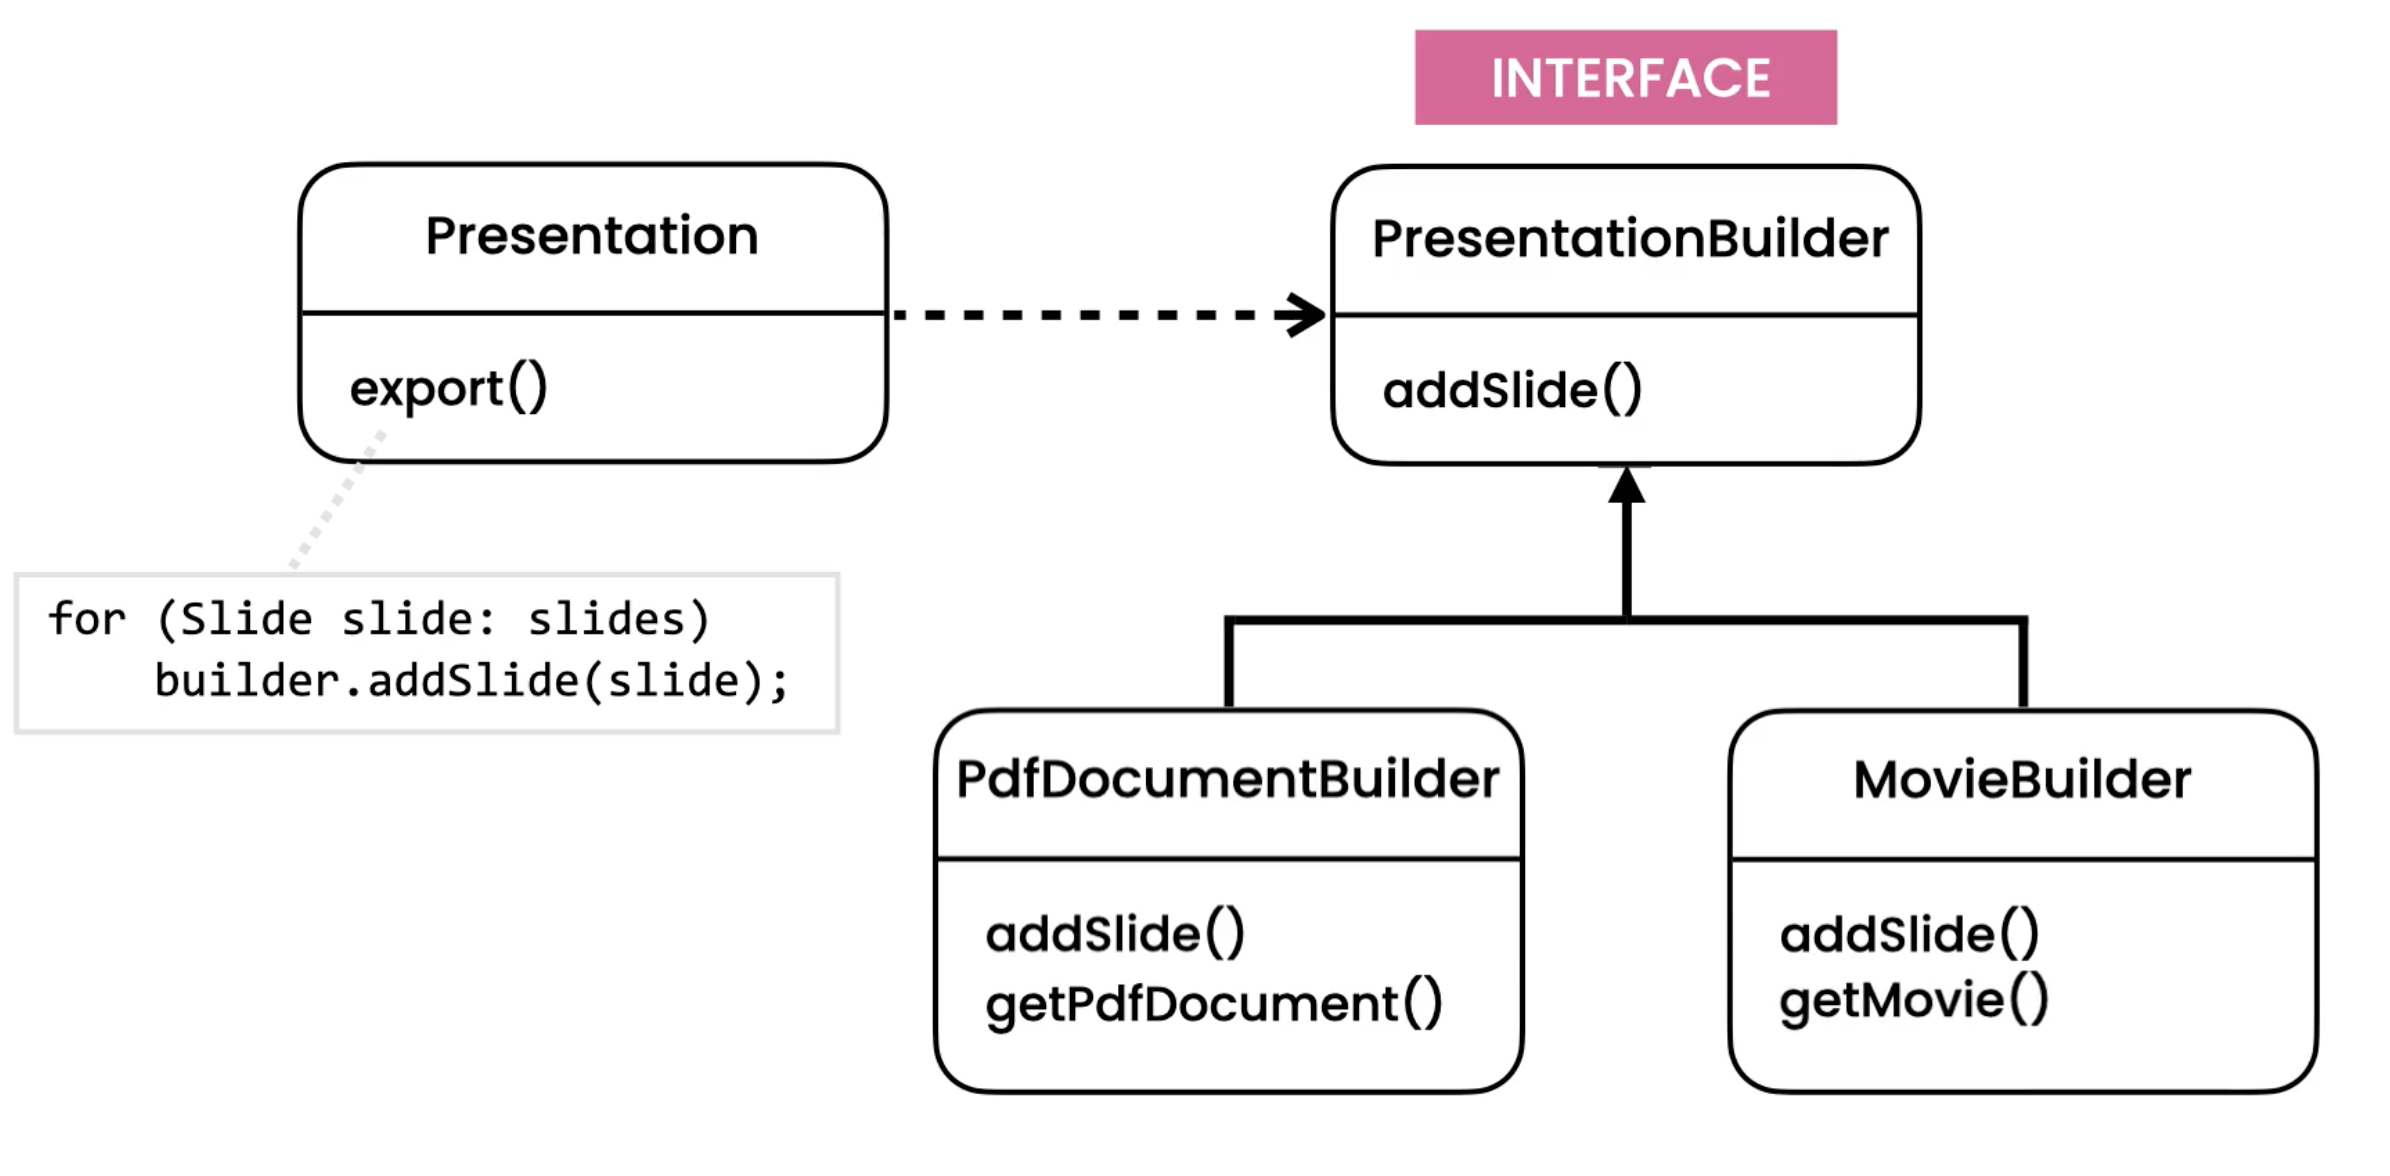 INTERFACE
Presentation
export()
PresentationBuilder
addSlide()
for (Slide slide: slides)
    builder.addSlide(slide);
PdfDocumentBuilder
addSlide()
getPdfDocument()
MovieBuilder
addSlide()
getMovie()